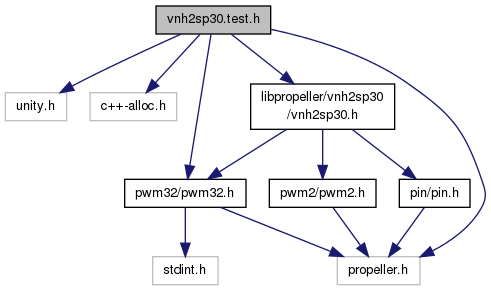 vnh2sp30.test.h
unity.h
c++-alloc.h
libpropeller/vnh2sp30
/vnh2sp30.h
pwm32/pwm32.h
pwm2/pwm2.h
pin/pin.h
stdint.h
propeller.h